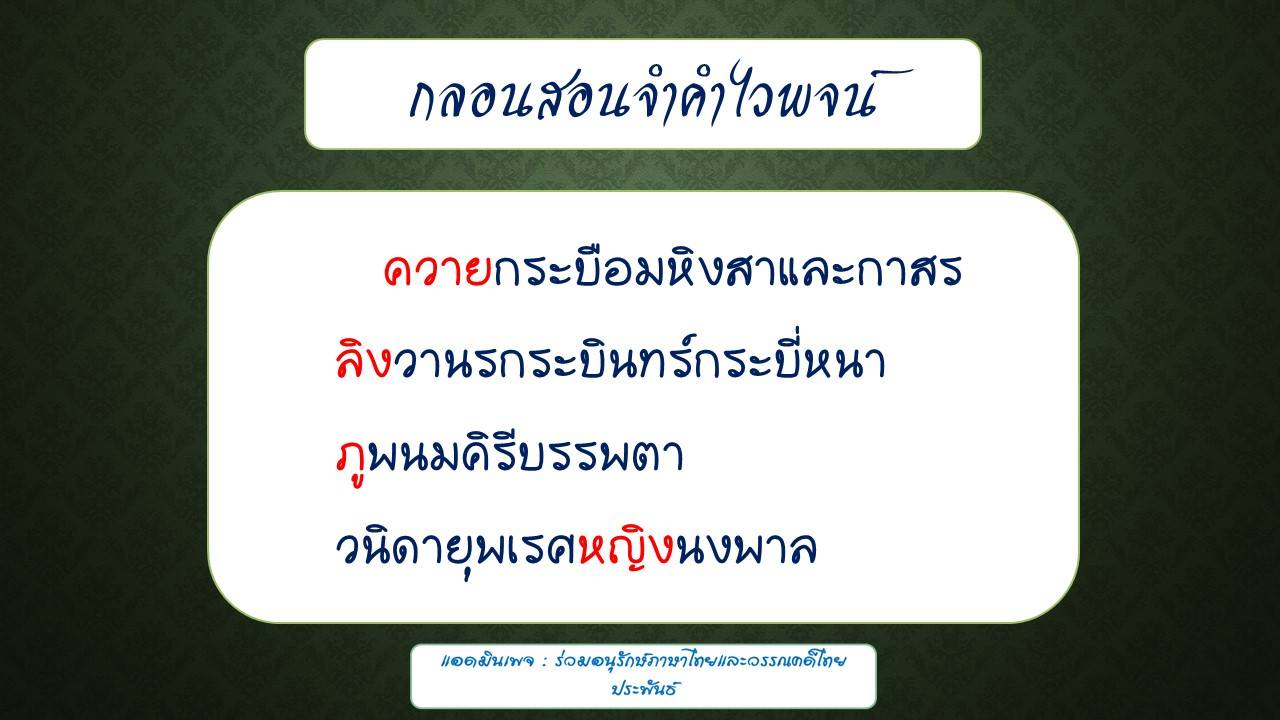 กลอนสอนจำคำไวพจน์
ควายกระบือมหิงสาและกาสร
ลิงวานรกระบินทร์กระบี่หนา
ภูพนมคิรีบรรพตา
วนิดายุพเรศหญิงนงพาล
แอดมินเพจ : ร่วมอนุรักษ์ภาษาไทยและวรรณคดีไทย
ประพันธ์